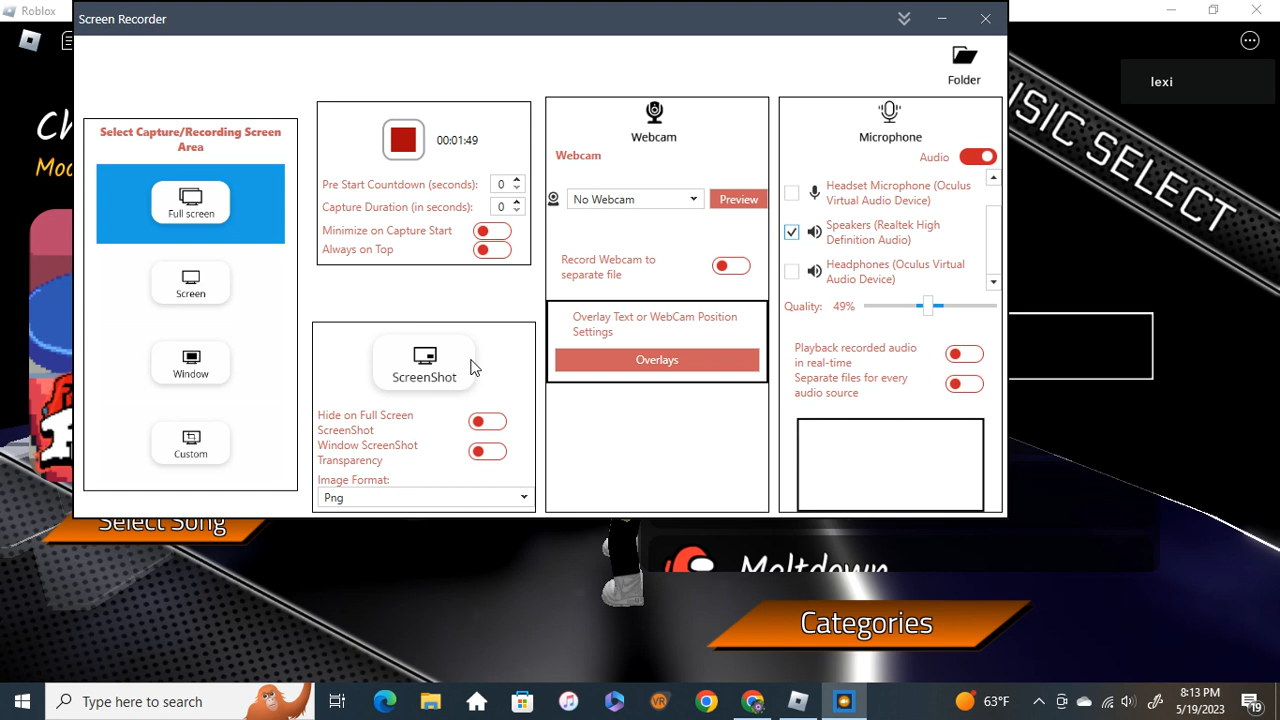 Roblox
Screen Recorder
Folder
lexi
USIC SELECT
Ch
Select Capture/Recording Screen
Area
Full screen
Screen
Window
Custom
00:01:49
Pre Start Countdown (seconds): 0
Capture Duration (in seconds): 0
Minimize on Capture Start
Always on Top
ScreenShot
Hide on Full Screen
ScreenShot
Window ScreenShot
Transparency
Image Format:
Png
Webcam
Webcam
No Webcam
Preview
Record Webcam to
separate file
Overlay Text or WebCam Position
Settings
Overlays
Microphone
Audio
Headset Microphone (Oculus
Virtual Audio Device)
Speakers (Realtek High
Definition Audio)
Headphones (Oculus Virtual
Audio Device)
Quality: 49%
Playback recorded audio
in real-time
Separate files for every
audio source
Select Song
Meltdown
Categories
Type here to search
VR
63°F
8:13 PM
5/19/2023
19